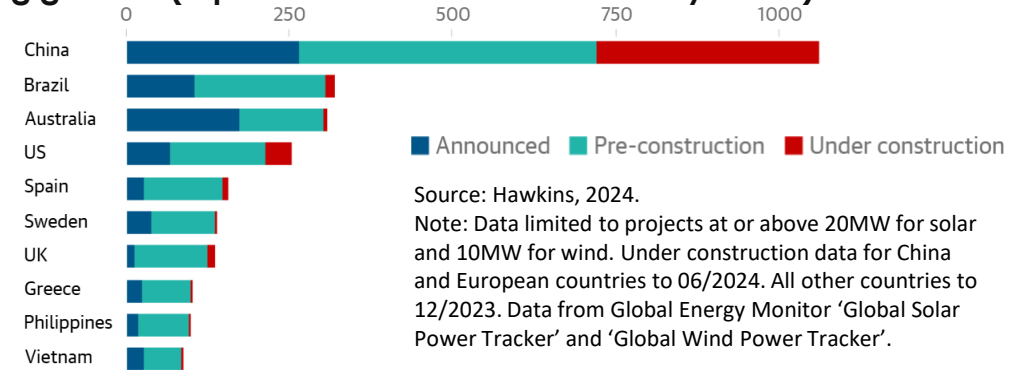 0 250 500 750 1000
China
Brazil
Australia
US
Spain
Sweden
UK
Greece
Philippines
Vietnam
Announced Pre-construction Under construction
Source: Hawkins, 2024.
Note: Data limited to projects at or above 20MW for solar
and 10MW for wind. Under construction data for China
and European countries to 06/2024. All other countries to
12/2023. Data from Global Energy Monitor ‘Global Solar
Power Tracker’ and ‘Global Wind Power Tracker’.